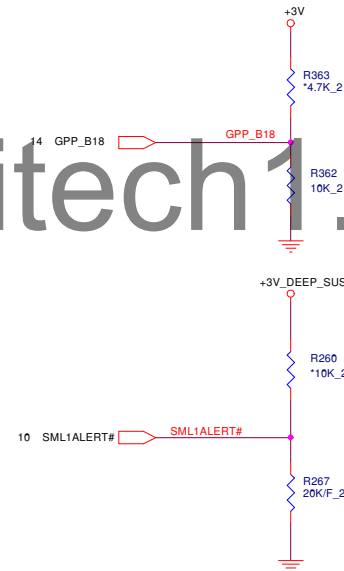 +3V
R363
*4.7K_2
14 GPP_B18
GPP_B18
R362
10K_2
itech1.
+3V_DEEP_SUS
R260
*10K_2
10 SML1ALERT#
SML1ALERT#
R267
20K/F_2